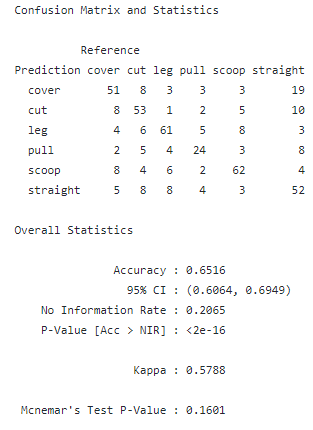 Confusion Matrix and Statistics
Reference
Prediction cover cut leg pull scoop straight
cover 51 8 3 3 3 19
cut 8 53 1 2 5 10
leg 4 6 61 5 8 3
pull 2 5 4 24 3 8
scoop 8 4 6 2 62 4
straight 5 8 8 4 3 52
Overall Statistics
Accuracy : 0.6516
95% CI : (0.6064, 0.6949)
No Information Rate : 0.2065
P-Value [Acc > NIR] : <2e-16
Kappa : 0.5788
Mcnemar's Test P-Value : 0.1601